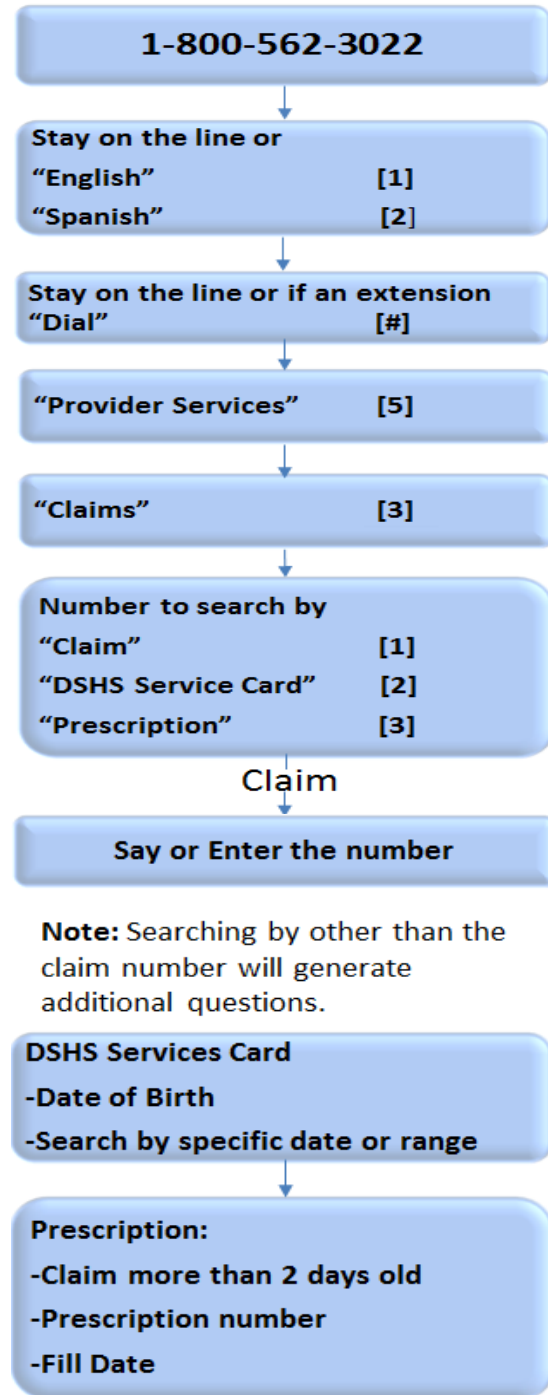 1-800-562-3022
Stay on the line or
“English” [1]
“Spanish” [2]
Stay on the line or if an extension
“Dial” [#]
“Provider Services” [5]
“Claims” [3]
Number to search by
“Claim” [1]
“DSHS Service Card” [2]
“Prescription” [3]
Claim
Say or Enter the number
Note: Searching by other than the
claim number will generate
additional questions.
DSHS Services Card
-Date of Birth
-Search by specific date or range
Prescription:
-Claim more than 2 days old
-Prescription number
-Fill Date